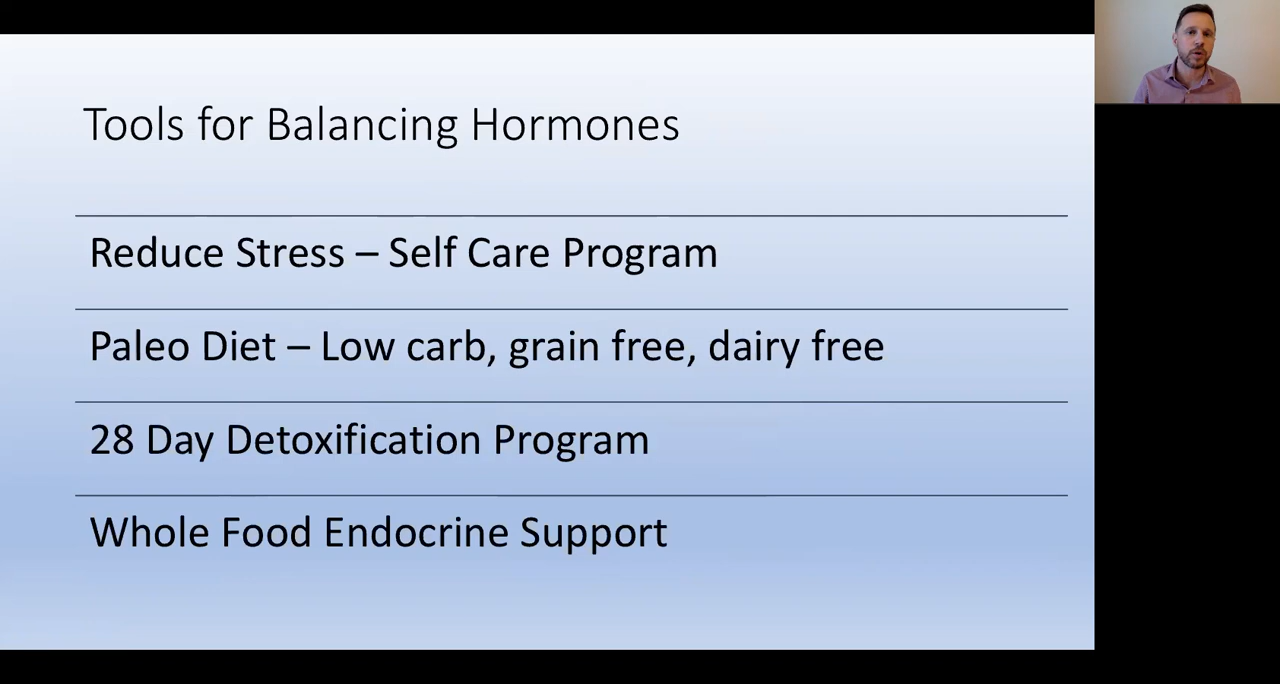 Tools for Balancing Hormones
Reduce Stress – Self Care Program
Paleo Diet – Low carb, grain free, dairy free
28 Day Detoxification Program
Whole Food Endocrine Support